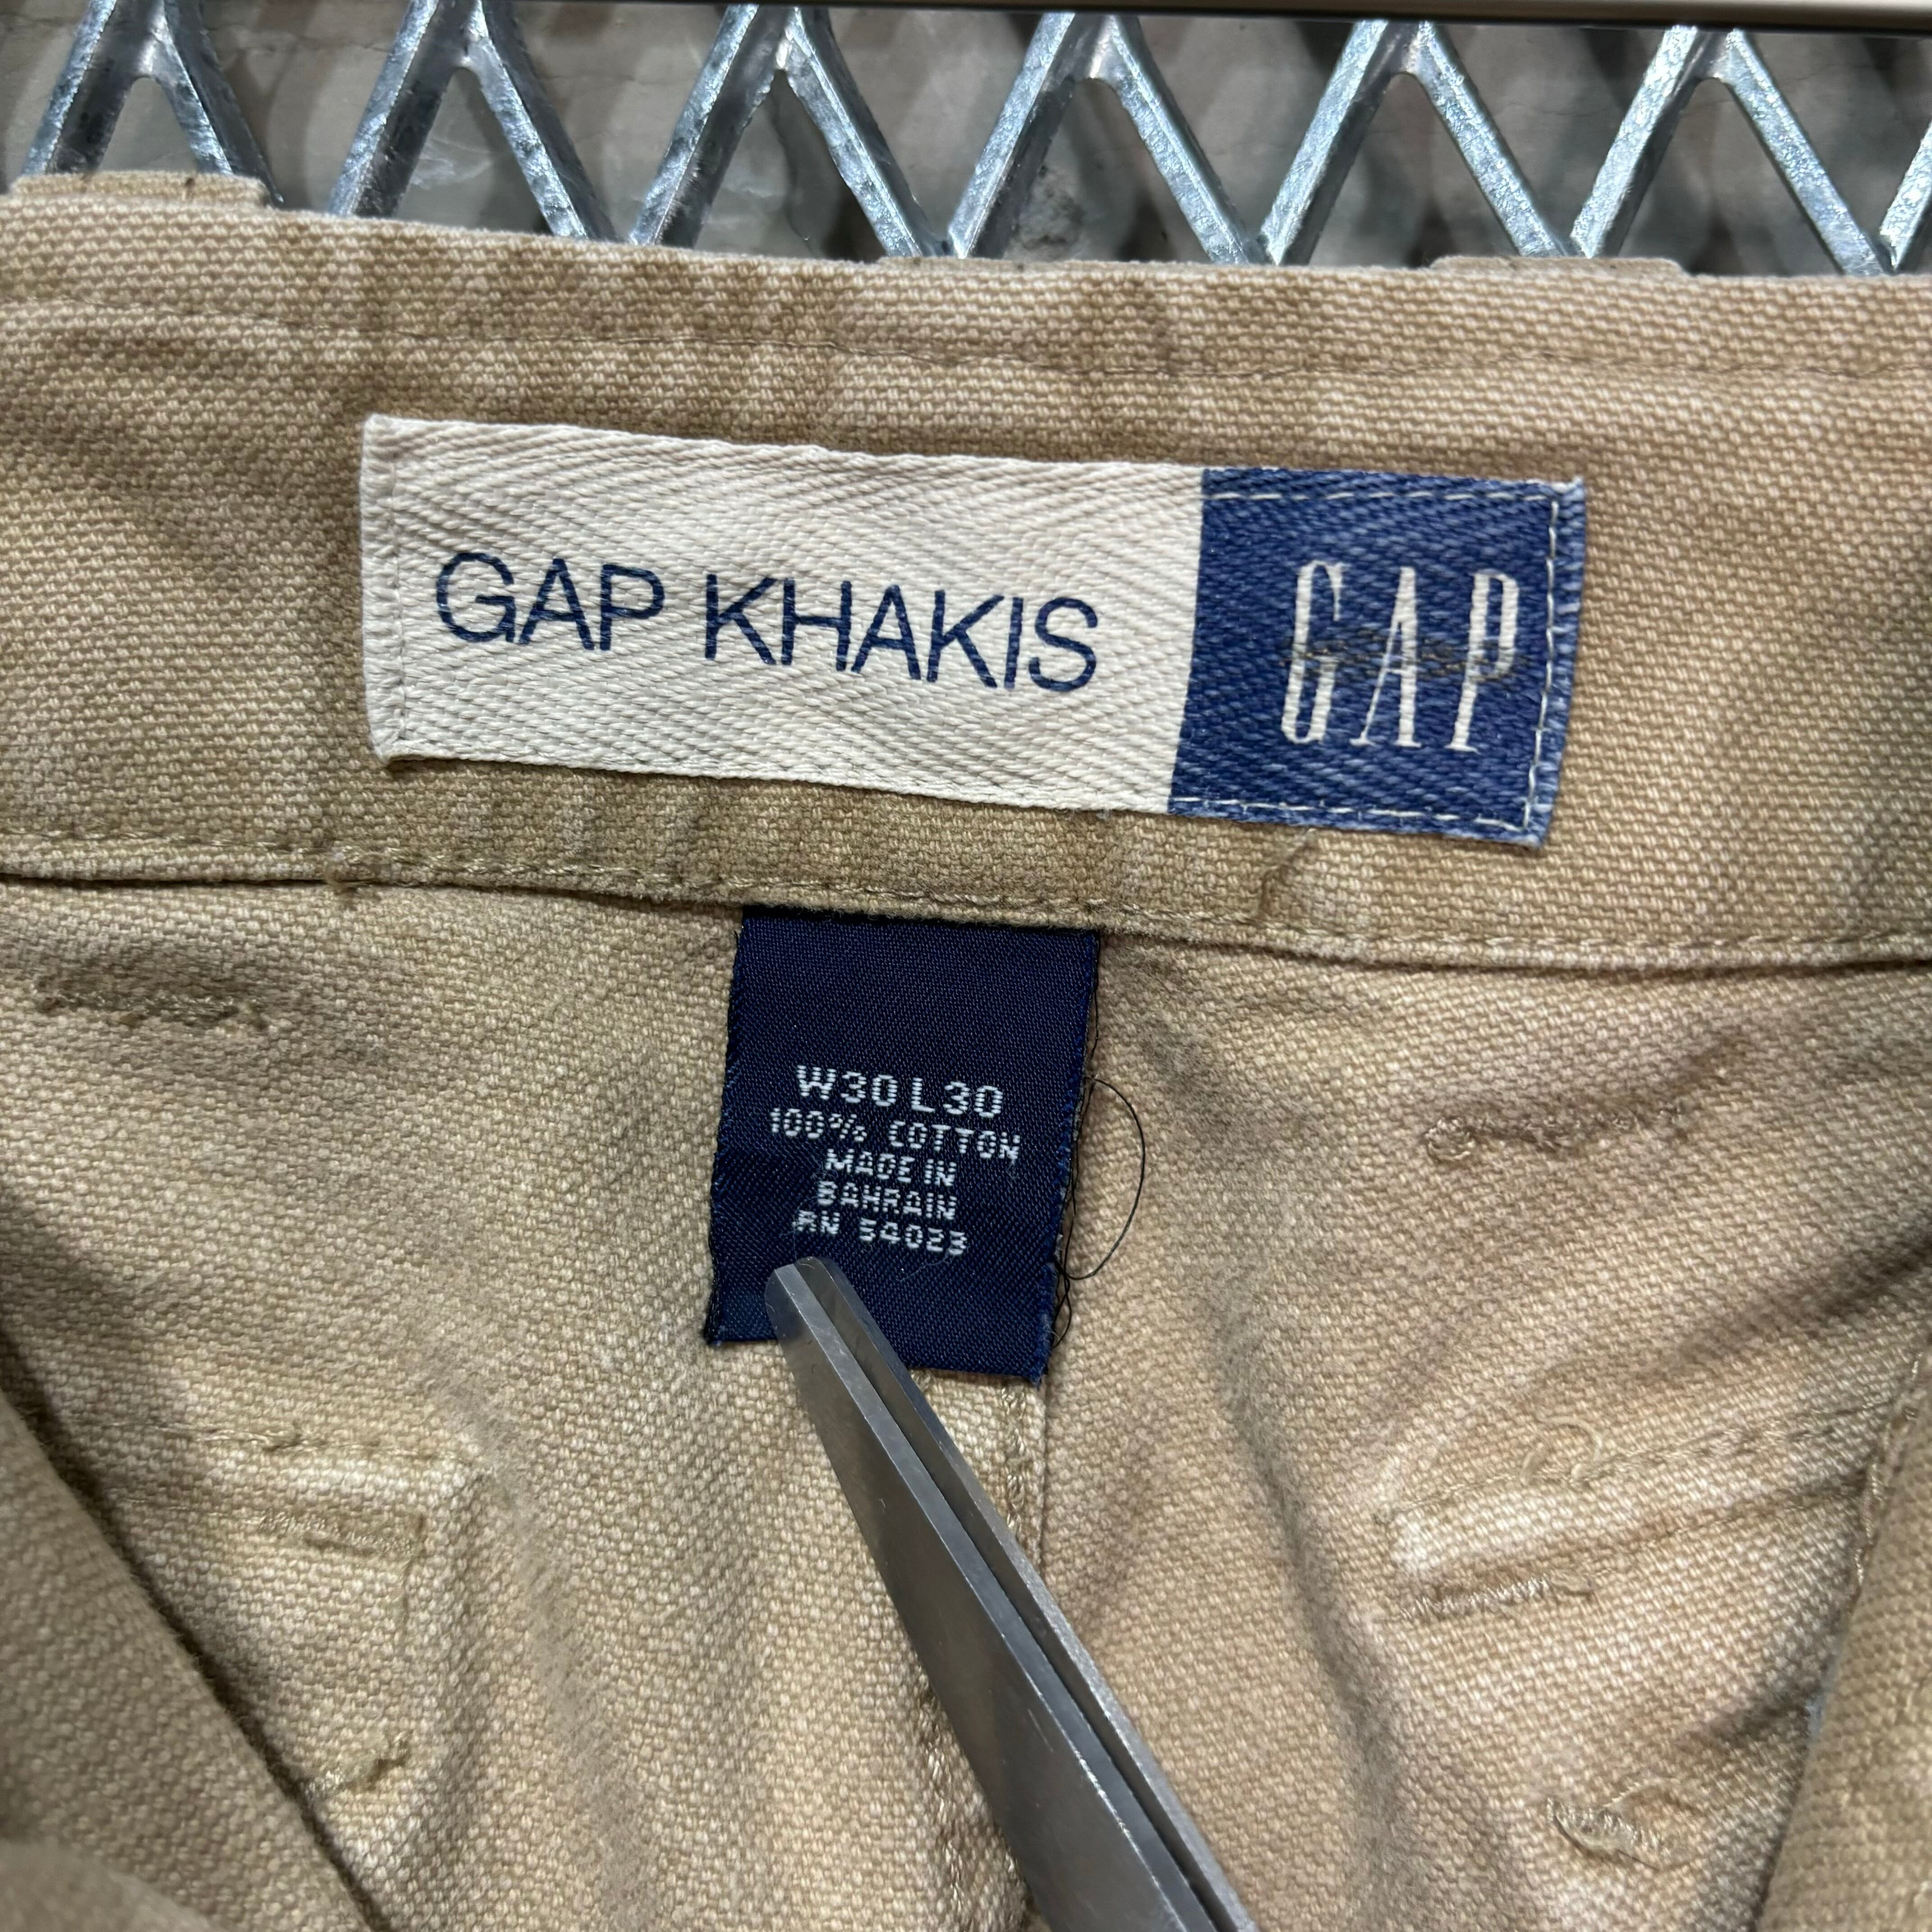 GAP KHAKIS
GAP
W30 L30
100% COTTON
MADE IN
BAHRAIN
RN 54023